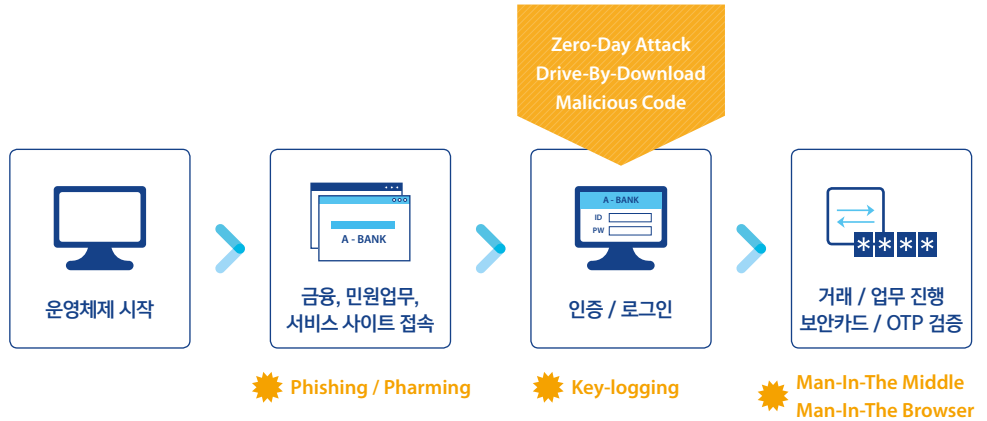 Zero-Day Attack
Drive-By-Download
Malicious Code
운영체제 시작
A - BANK
금융, 민원업무,
서비스 사이트 접속
A - BANK
ID
PW
인증 / 로그인
****
거래 / 업무 진행
보안카드 / OTP 검증
Phishing / Pharming
Key-logging
Man-In-The Middle
Man-In-The Browser